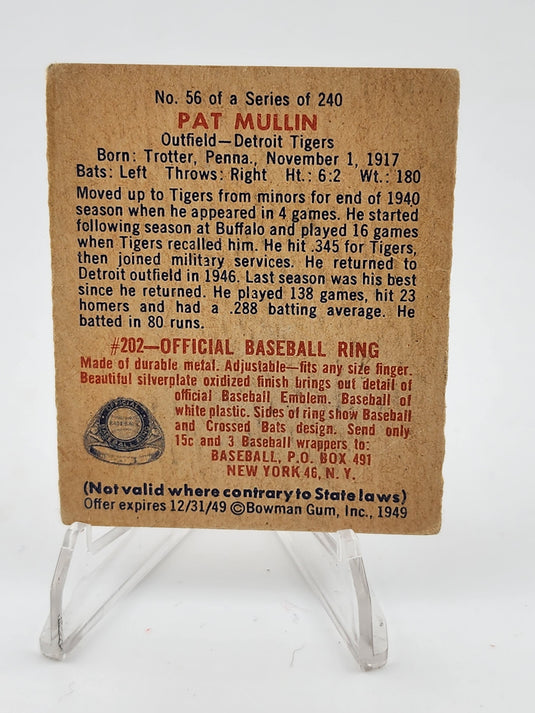 No. 56 of a Series of 240
PAT MULLIN
Outfield—Detroit Tigers
Born: Trotter, Penna., November 1, 1917
Bats: Left Throws: Right Ht.: 6:2 Wt.: 180
Moved up to Tigers from minors for end of 1940
season when he appeared in 4 games. He started
following season at Buffalo and played 16 games
when Tigers recalled him. He hit .345 for Tigers,
then joined military services. He returned to
Detroit outfield in 1946. Last season was his best
since he returned. He played 138 games, hit 23
homers and had a .288 batting average. He
batted in 80 runs.
#202—OFFICIAL BASEBALL RING
Made of durable metal. Adjustable—fits any size finger.
Beautiful silverplate oxidized finish brings out detail of
official Baseball Emblem. Baseball of
white plastic. Sides of ring show Baseball
and Crossed Bats design. Send only
15c and 3 Baseball wrappers to:
BASEBALL, P.O. BOX 491
NEW YORK 46, N. Y.
(Not valid where contrary to State laws)
Offer expires 12/31/49 ©Bowman Gum, Inc., 1949